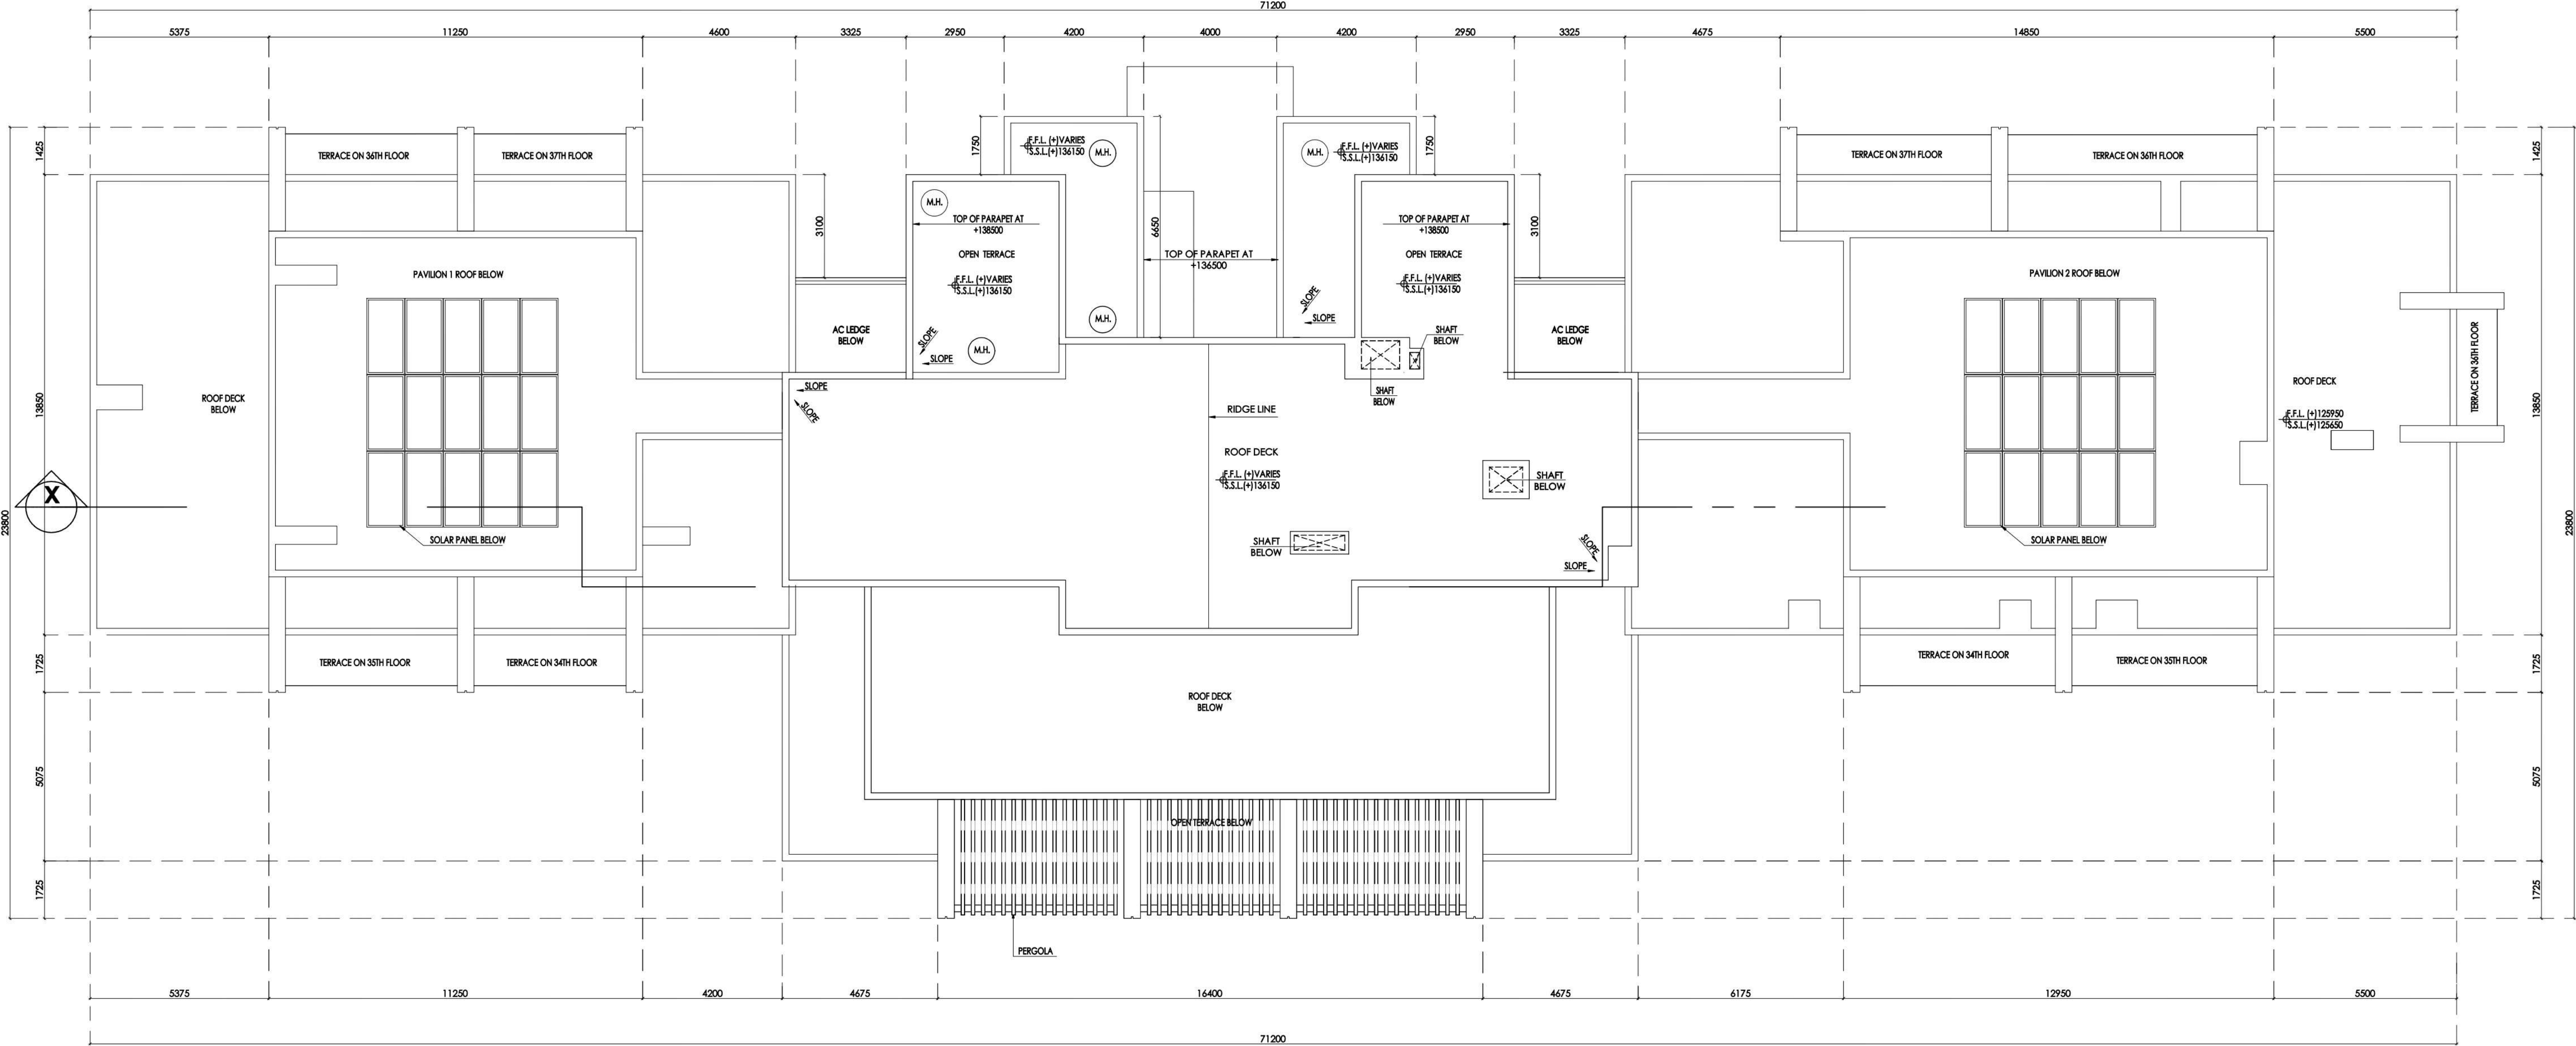 71200
5375 11250 4600 3325 2950 4200 4000 4200 2950 3325 4675 14850 5500
1425
1750
F.F.L. (+)VARIES
S.S.L.(+)136150
M.H.
M.H.
F.F.L. (+)VARIES
S.S.L.(+)136150
1750
1425
TERRACE ON 36TH FLOOR
TERRACE ON 37TH FLOOR
TERRACE ON 37TH FLOOR
TERRACE ON 36TH FLOOR
M.H.
3100
TOP OF PARAPET AT
+138500
6650
TOP OF PARAPET AT
+138500
3100
OPEN TERRACE
TOP OF PARAPET AT
+136500
OPEN TERRACE
PAVILION 1 ROOF BELOW
F.F.L. (+)VARIES
S.S.L.(+)136150
F.F.L. (+)VARIES
S.S.L.(+)136150
PAVILION 2 ROOF BELOW
SLOPE
SLOPE
M.H.
AC LEDGE
BELOW
SLOPE
SLOPE
M.H.
SHAFT
BELOW
AC LEDGE
BELOW
TERRACE ON 36TH FLOOR
SLOPE
SLOPE
SHAFT
BELOW
ROOF DECK
ROOF DECK
BELOW
13850
RIDGE LINE
F.F.L. (+)125950
S.S.L.(+)125650
13850
ROOF DECK
F.F.L. (+)VARIES
S.S.L.(+)136150
SHAFT
BELOW
X
23800
23800
SOLAR PANEL BELOW
SHAFT
BELOW
SLOPE
SLOPE
SOLAR PANEL BELOW
1725
TERRACE ON 35TH FLOOR
TERRACE ON 34TH FLOOR
TERRACE ON 34TH FLOOR
TERRACE ON 35TH FLOOR
1725
ROOF DECK
BELOW
5075
5075
OPEN TERRACE BELOW
1725
1725
PERGOLA
5375 11250 4200 4675 16400 4675 6175 12950 5500
71200